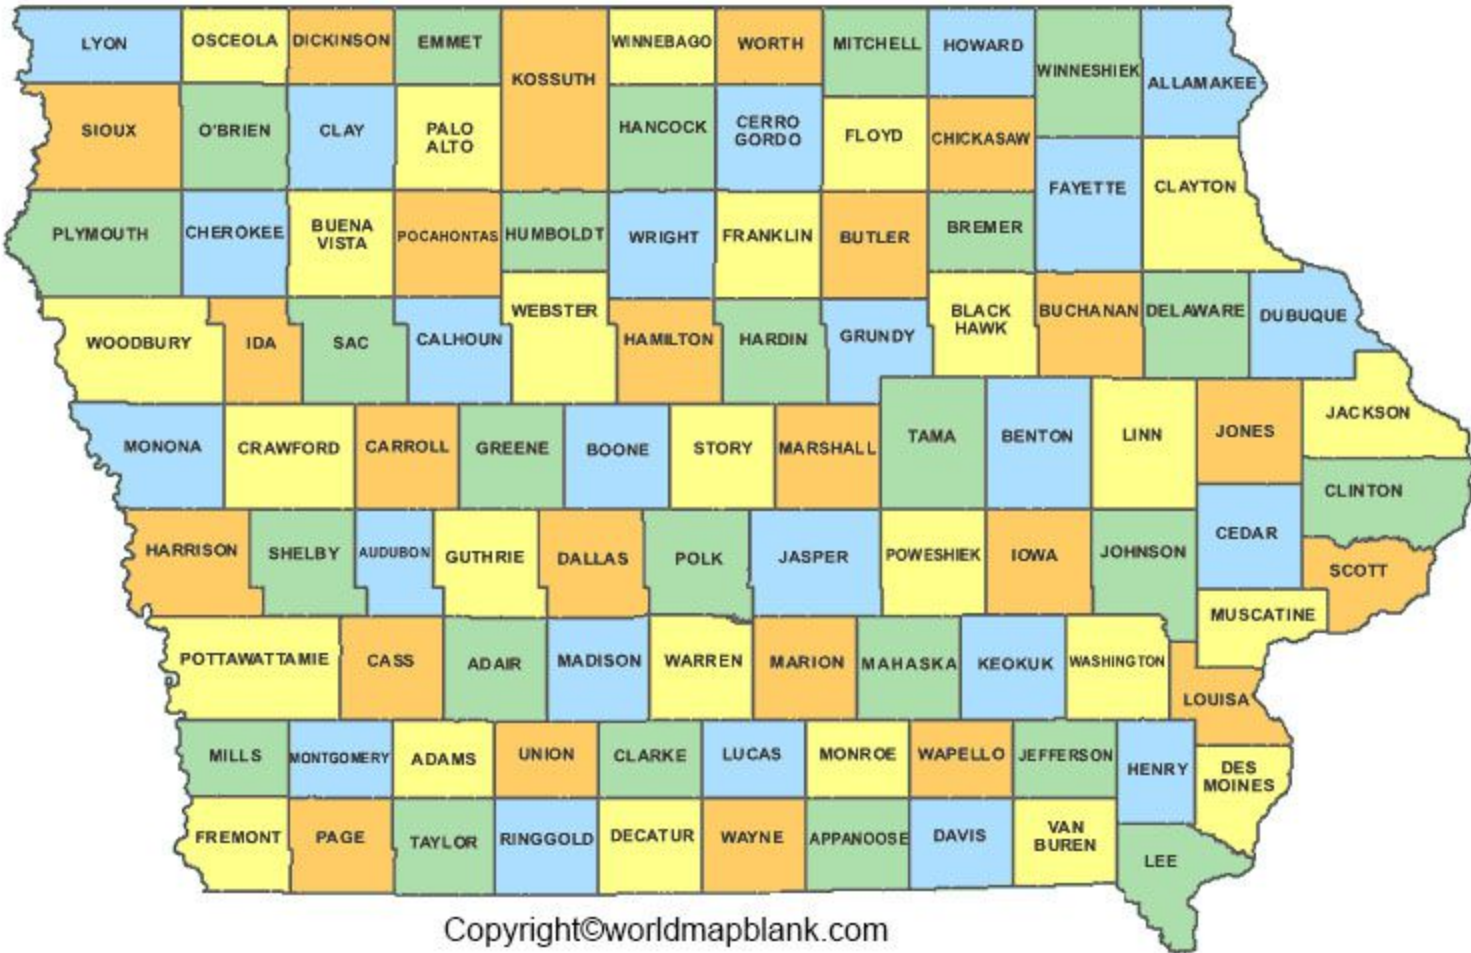 LYON
OSCEOLA
DICKINSON
EMMET
KOSSUTH
WINNEBAGO
WORTH
MITCHELL
HOWARD
WINNESHIEK
ALLAMAKEE
SIOUX
O'BRIEN
CLAY
PALO
ALTO
HANCOCK
CERRO
GORDO
FLOYD
CHICKASAW
FAYETTE
CLAYTON
PLYMOUTH
CHEROKEE
BUENA
VISTA
POCAHONTAS
HUMBOLDT
WRIGHT
FRANKLIN
BUTLER
BREMER
WOODBURY
IDA
SAC
CALHOUN
WEBSTER
HAMILTON
HARDIN
GRUNDY
BLACK
HAWK
BUCHANAN
DELAWARE
DUBUQUE
MONONA
CRAWFORD
CARROLL
GREENE
BOONE
STORY
MARSHALL
TAMA
BENTON
LINN
JONES
JACKSON
CLINTON
HARRISON
SHELBY
AUDUBON
GUTHRIE
DALLAS
POLK
JASPER
POWESHIEK
IOWA
JOHNSON
CEDAR
SCOTT
MUSCATINE
POTTAWATTAMIE
CASS
ADAIR
MADISON
WARREN
MARION
MAHASKA
KEOKUK
WASHINGTON
LOUISA
MILLS
MONTGOMERY
ADAMS
UNION
CLARKE
LUCAS
MONROE
WAPELLO
JEFFERSON
HENRY
DES
MOINES
FREMONT
PAGE
TAYLOR
RINGGOLD
DECATUR
WAYNE
APPANOOSE
DAVIS
VAN
BUREN
LEE
Copyright©worldmapblank.com